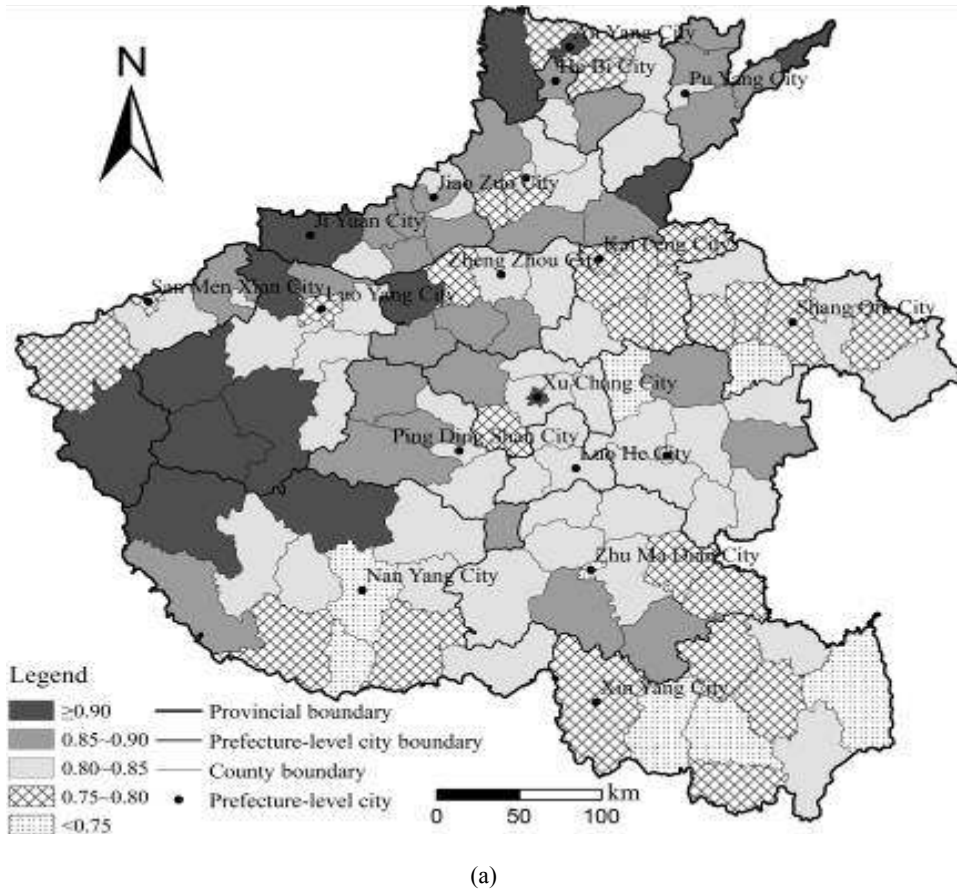 N
An Yang City
He Bi City
Pu Yang City
Jiao Zuo City
Ji Yuan City
Kai Feng City
Zheng Zhou City
San Men Xian City
Luo Yang City
Shang Qiu City
Xu Chang City
Ping Ding Shan City
Luo He City
Zhu Ma Dian City
Nan Yang City
Xin Yang City
Legend
≥0.90
0.85–0.90
0.80–0.85
0.75–0.80
<0.75
Provincial boundary
Prefecture-level city boundary
County boundary
Prefecture-level city
km
0 50 100
(a)